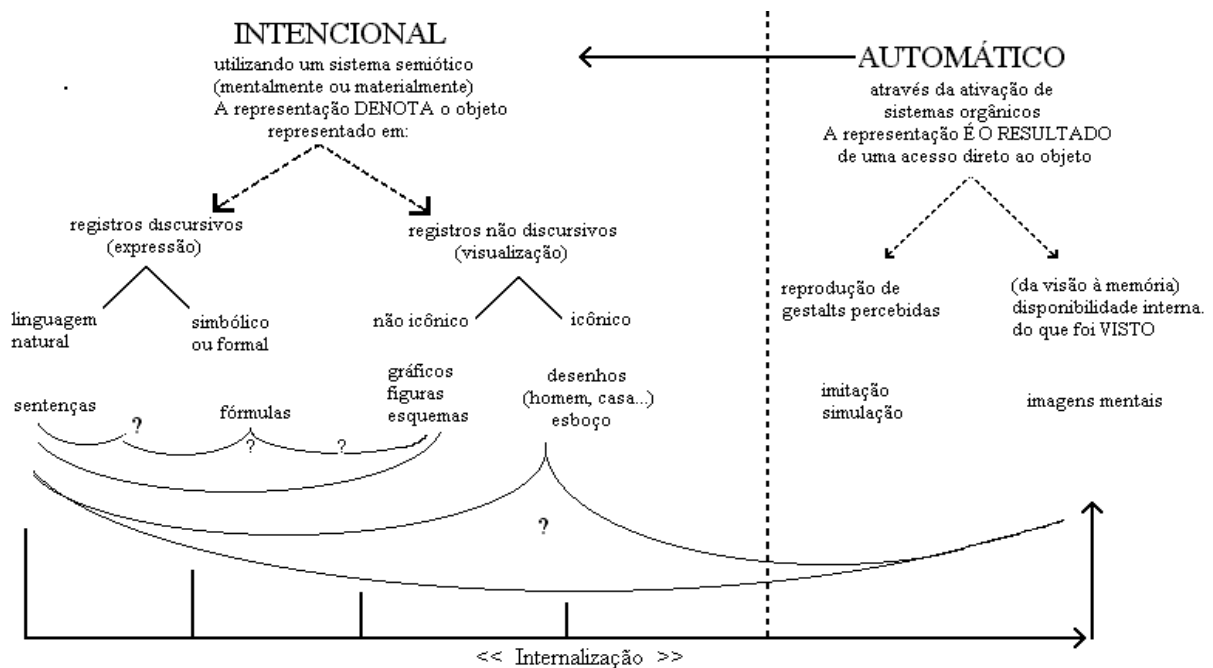 INTENCIONAL
utilizando um sistema semiótico
(mentalmente ou materialmente)
A representação DENOTA o objeto
representado em:
AUTOMÁTICO
através da ativação de
sistemas orgânicos
A representação É O RESULTADO
de uma acesso direto ao objeto
registros discursivos
(expressão)
registros não discursivos
(visualização)
linguagem
natural
simbólico
ou formal
não icônico
icônico
reprodução de
gestalts percebidas
(da visão à memória)
disponibilidade interna.
do que foi VISTO
sentenças
fórmulas
gráficos
figuras
esquemas
desenhos
(homem, casa...)
esboço
imitação
simulação
imagens mentais
?
?
?
?
<< Internalização >>